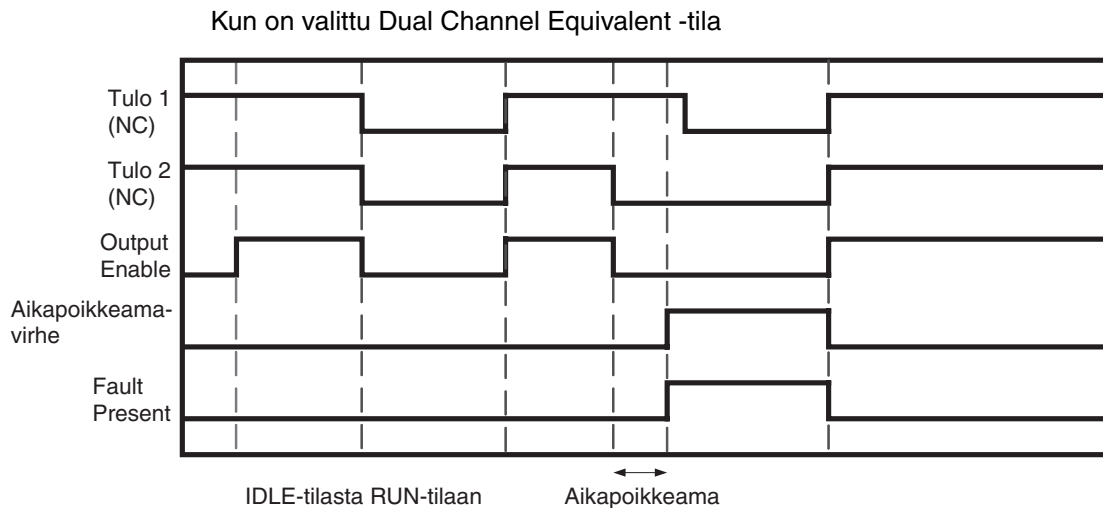 Kun on valittu Dual Channel Equivalent -tila
Tulo 1
(NC)
Tulo 2
(NC)
Output
Enable
Aikapoikkeama-
virhe
Fault
Present
IDLE-tilasta RUN-tilaan
Aikapoikkeama